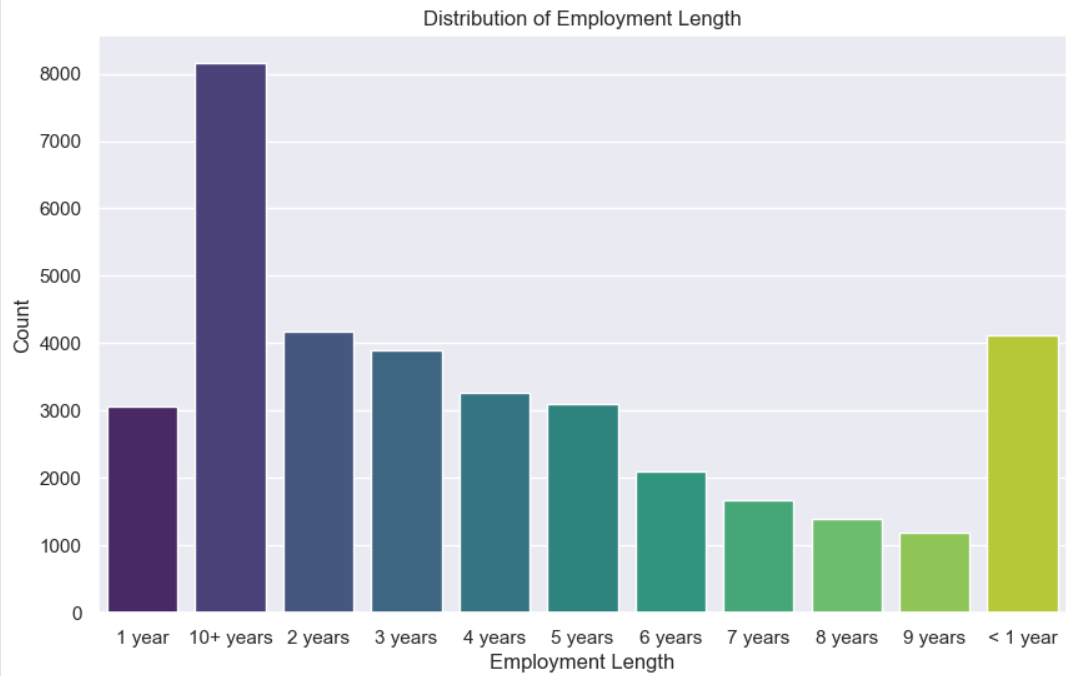 Distribution of Employment Length
8000
7000
6000
5000
4000
3000
2000
1000
0
Count
1 year 10+ years 2 years 3 years 4 years 5 years 6 years 7 years 8 years 9 years < 1 year
Employment Length